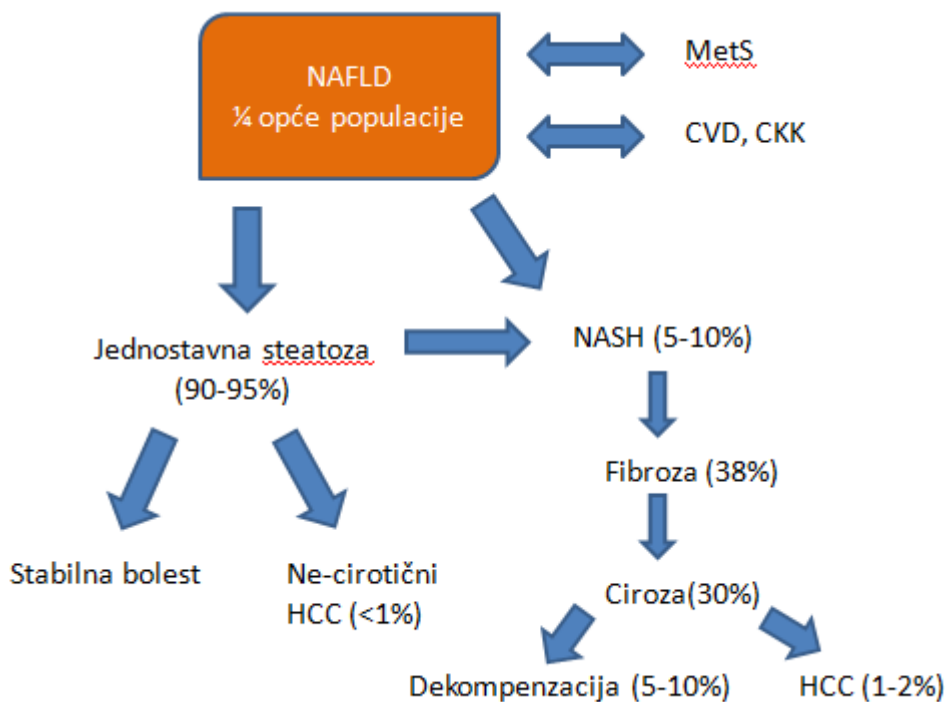 NAFLD
¼ opće populacije
MetS
CVD, CKK
Jednostavna steatoza
(90-95%)
NASH (5-10%)
Fibroza (38%)
Stabilna bolest
Ne-cirotični
HCC (<1%)
Ciroza(30%)
Dekompenzacija (5-10%)
HCC (1-2%)